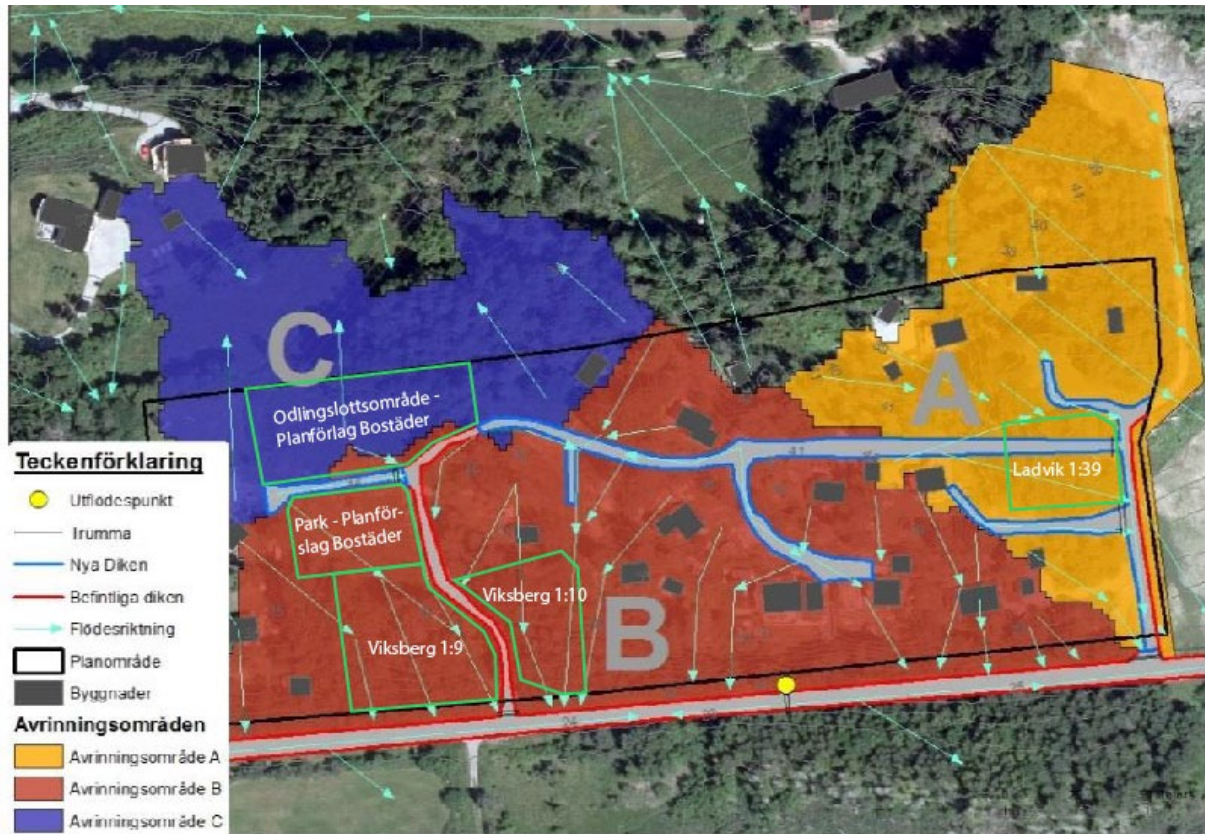 C
A
B
Odlingslottsområde -
Planförlag Bostäder
Park - Planför-
slag Bostäder
Viksberg 1:9
Viksberg 1:10
Ladvik 1:39
Teckenförklaring
Utflödespunkt
Trumma
Nya Diken
Befintliga diken
Flödesriktning
Planområde
Byggnader
Avrinningsområden
Avrinningsområde A
Avrinningsområde B
Avrinningsområde C